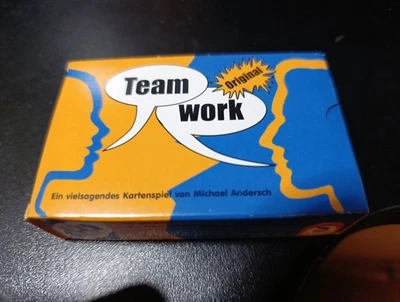 Team
work
Original
Ein vielsagendes Kartenspiel von Michael Andersch